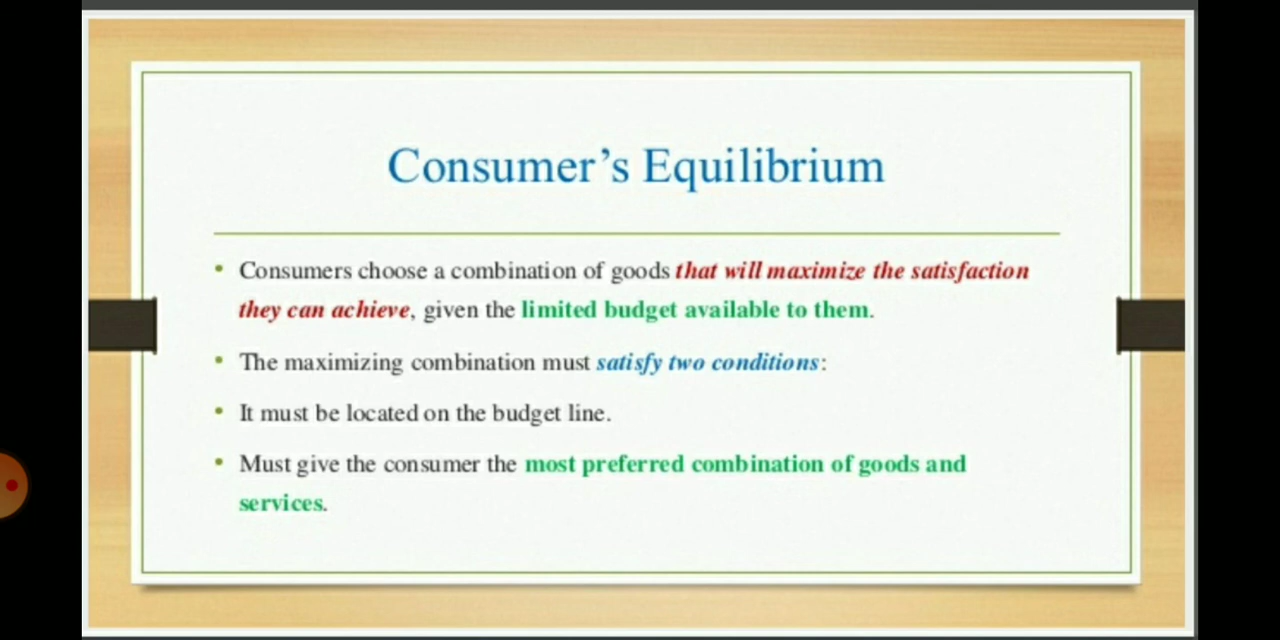 Consumer’s Equilibrium
• Consumers choose a combination of goods that will maximize the satisfaction
they can achieve, given the limited budget available to them.
• The maximizing combination must satisfy two conditions:
• It must be located on the budget line.
• Must give the consumer the most preferred combination of goods and
services.